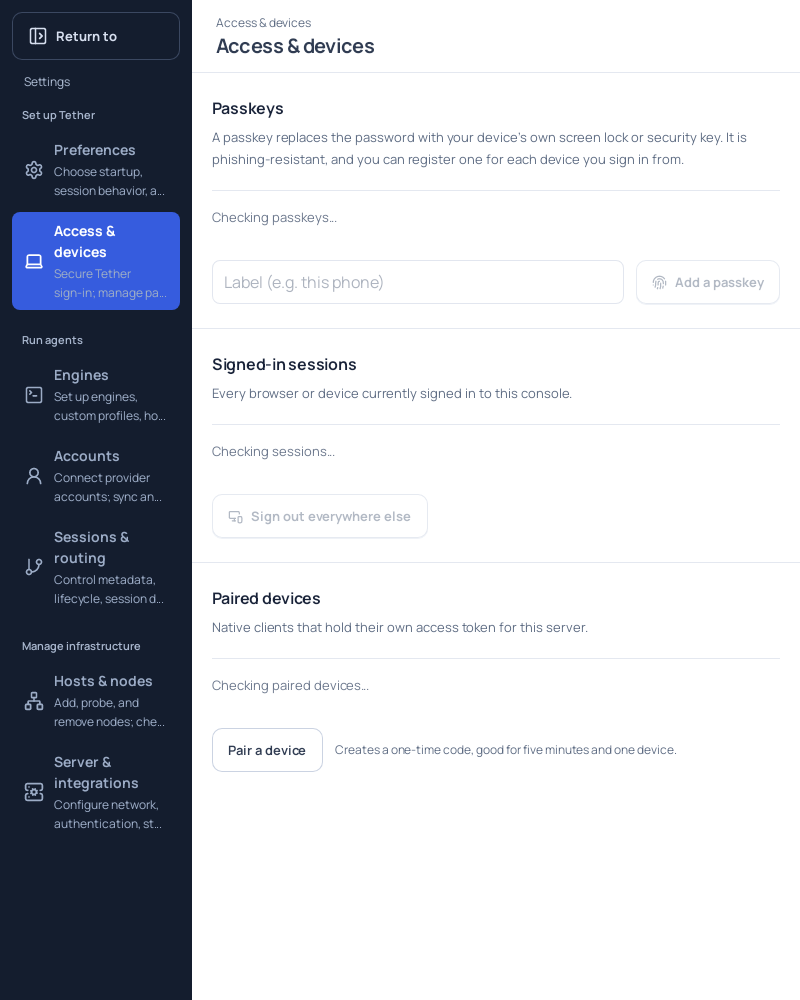 Return to
Settings
Set up Tether
Preferences
Choose startup,
session behavior, a...
Access &
devices
Secure Tether
sign-in; manage pa...
Run agents
Engines
Set up engines,
custom profiles, ho...
Accounts
Connect provider
accounts; sync an...
Sessions &
routing
Control metadata,
lifecycle, session d...
Manage infrastructure
Hosts & nodes
Add, probe, and
remove nodes; che...
Server &
integrations
Configure network,
authentication, st...
Access & devices
Access & devices
Passkeys
A passkey replaces the password with your device's own screen lock or security key. It is
phishing-resistant, and you can register one for each device you sign in from.
Checking passkeys...
Label (e.g. this phone)
Add a passkey
Signed-in sessions
Every browser or device currently signed in to this console.
Checking sessions...
Sign out everywhere else
Paired devices
Native clients that hold their own access token for this server.
Checking paired devices...
Pair a device
Creates a one-time code, good for five minutes and one device.